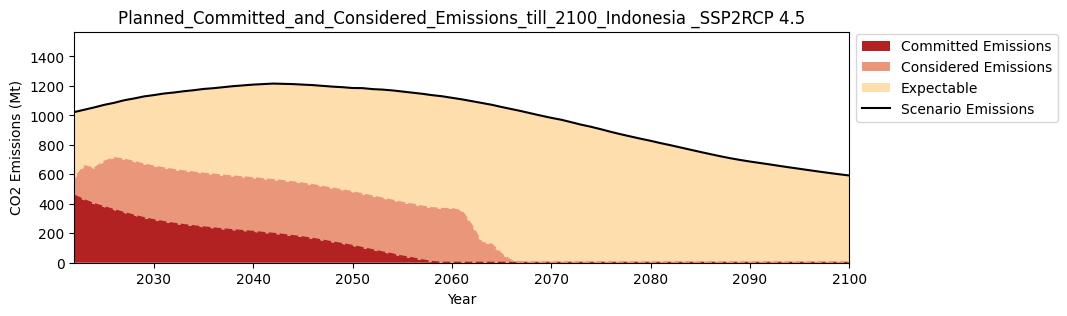 Planned_Committed_and_Considered_Emissions_till_2100_Indonesia _SSP2RCP 4.5
Committed Emissions
Considered Emissions
Expectable
Scenario Emissions
CO2 Emissions (Mt)
1400
1200
1000
800
600
400
200
0
2030 2040 2050 2060 2070 2080 2090 2100
Year